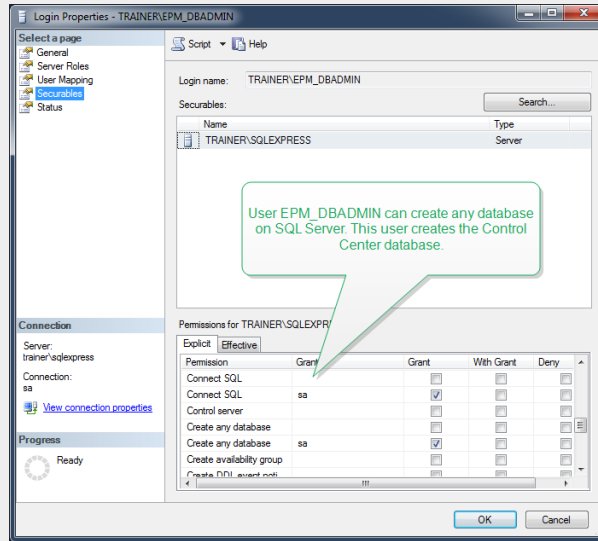 Login Properties - TRAINER\EPM_DBADMIN
Select a page
General
Server Roles
User Mapping
Securables
Status
Script
Help
Login name: TRAINER\EPM_DBADMIN
Securables:
Search...
Name Type
TRAINER\SQLEXPRESS Server
User EPM_DBADMIN can create any database
on SQL Server. This user creates the Control
Center database.
Connection
Server:
trainer\sqlexpress
Connection:
sa
View connection properties
Progress
Ready
Permissions for TRAINER\SQLEXPR
Explicit Effective
Permission Grant Grant With Grant Deny
Connect SQL
Connect SQL sa
Control server
Create any database
Create any database sa
Create availability group
Create DDL event noti
OK Cancel